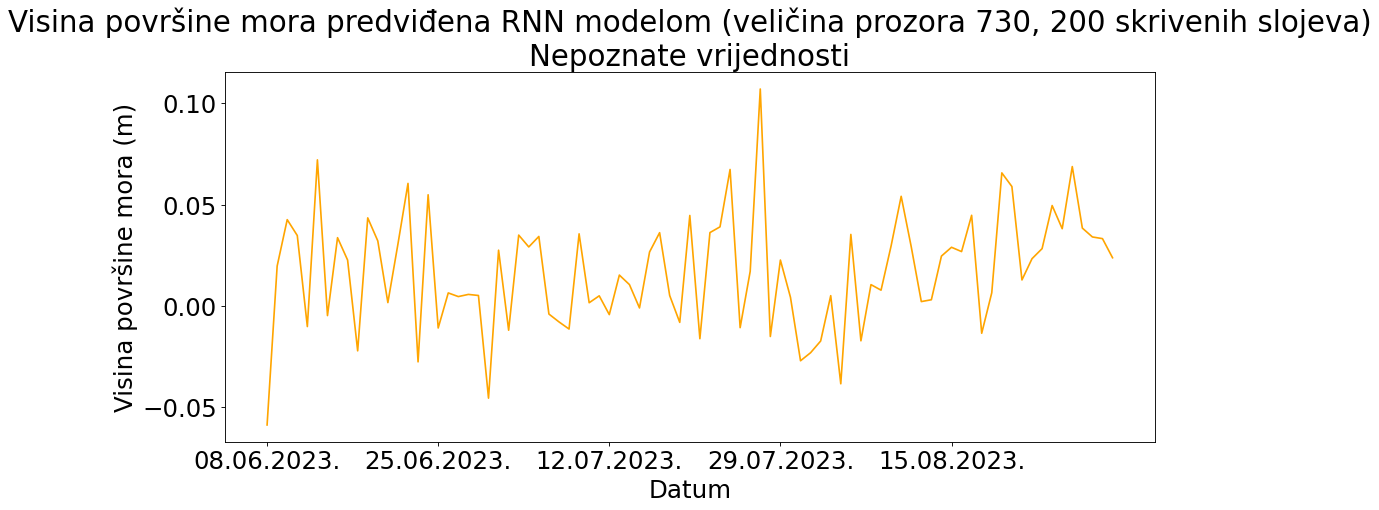 Visina površine mora predviđena RNN modelom (veličina prozora 730, 200 skrivenih slojeva)
Nepoznate vrijednosti
Visina površine mora (m)
0.10
0.05
0.00
−0.05
08.06.2023. 25.06.2023. 12.07.2023. 29.07.2023. 15.08.2023.
Datum